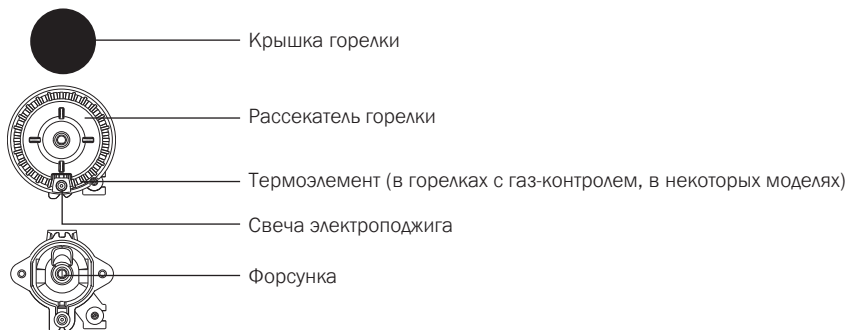 Крышка горелки
Рассекатель горелки
Термоэлемент (в горелках с газ-контролем, в некоторых моделях)
Свеча электроподжига
Форсунка